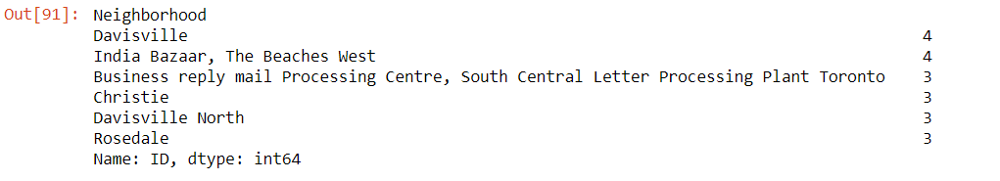 Out[91]: Neighborhood
Davisville 4
India Bazaar, The Beaches West 4
Business reply mail Processing Centre, South Central Letter Processing Plant Toronto 3
Christie 3
Davisville North 3
Rosedale 3
Name: ID, dtype: int64